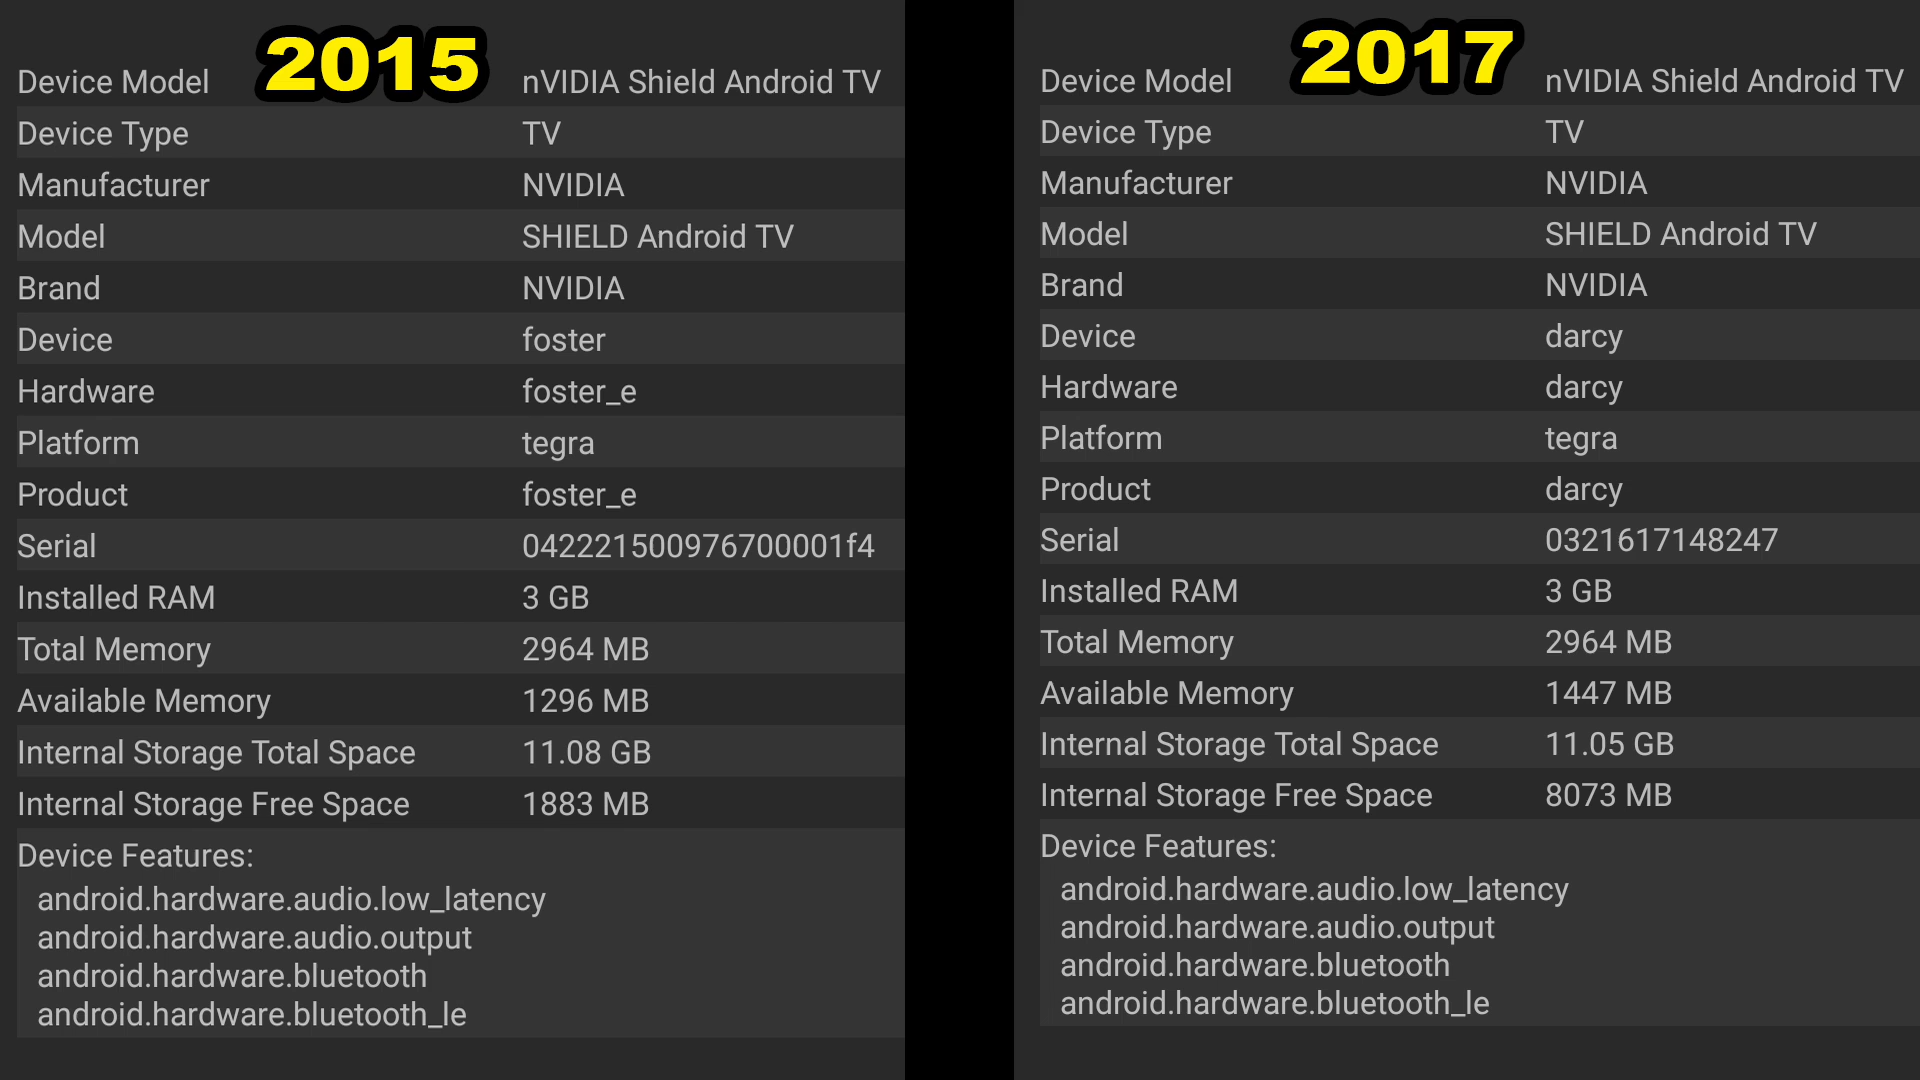 2015
Device Model nVIDIA Shield Android TV
Device Type TV
Manufacturer NVIDIA
Model SHIELD Android TV
Brand NVIDIA
Device foster
Hardware foster_e
Platform tegra
Product foster_e
Serial 042221500976700001f4
Installed RAM 3 GB
Total Memory 2964 MB
Available Memory 1296 MB
Internal Storage Total Space 11.08 GB
Internal Storage Free Space 1883 MB
Device Features:
android.hardware.audio.low_latency
android.hardware.audio.output
android.hardware.bluetooth
android.hardware.bluetooth_le
2017
Device Model nVIDIA Shield Android TV
Device Type TV
Manufacturer NVIDIA
Model SHIELD Android TV
Brand NVIDIA
Device darcy
Hardware darcy
Platform tegra
Product darcy
Serial 0321617148247
Installed RAM 3 GB
Total Memory 2964 MB
Available Memory 1447 MB
Internal Storage Total Space 11.05 GB
Internal Storage Free Space 8073 MB
Device Features:
android.hardware.audio.low_latency
android.hardware.audio.output
android.hardware.bluetooth
android.hardware.bluetooth_le